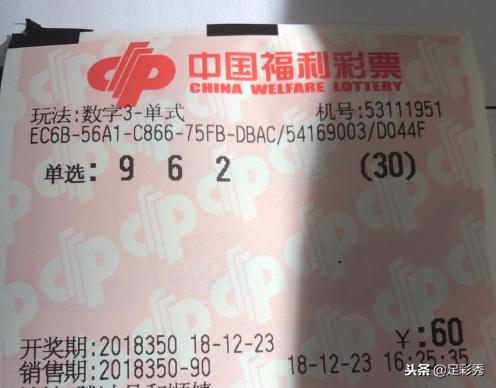 中国福利彩票
CHINA WELFARE LOTTERY
玩法:数字3-单式 机号:53111951
EC6B-56A1-C866-75FB-DBAC/54169003/D044F
单选: 9 6 2 (30)
开奖期:2018350 18-12-23 ¥:60
销售期:2018350-90 18-12-23 16:25:35
头条 @足彩秀